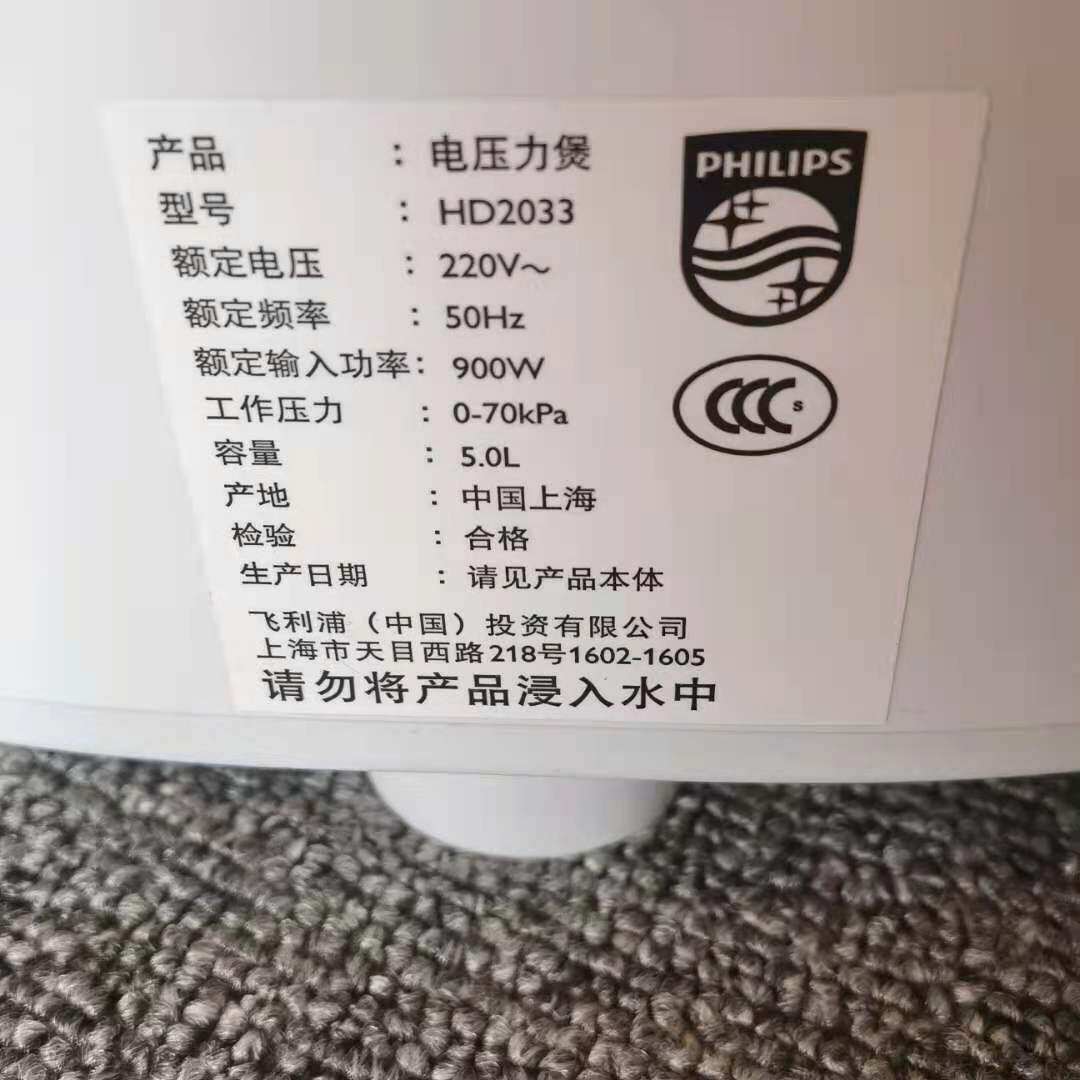 产品 : 电压力煲
型号 : HD2033
额定电压 : 220V~
额定频率 : 50Hz
额定输入功率: 900W
工作压力 : 0-70kPa
容量 : 5.0L
产地 : 中国上海
检验 : 合格
生产日期 : 请见产品本体
飞利浦（中国）投资有限公司
上海市天目西路218号1602-1605
请勿将产品浸入水中
PHILIPS
CCC S